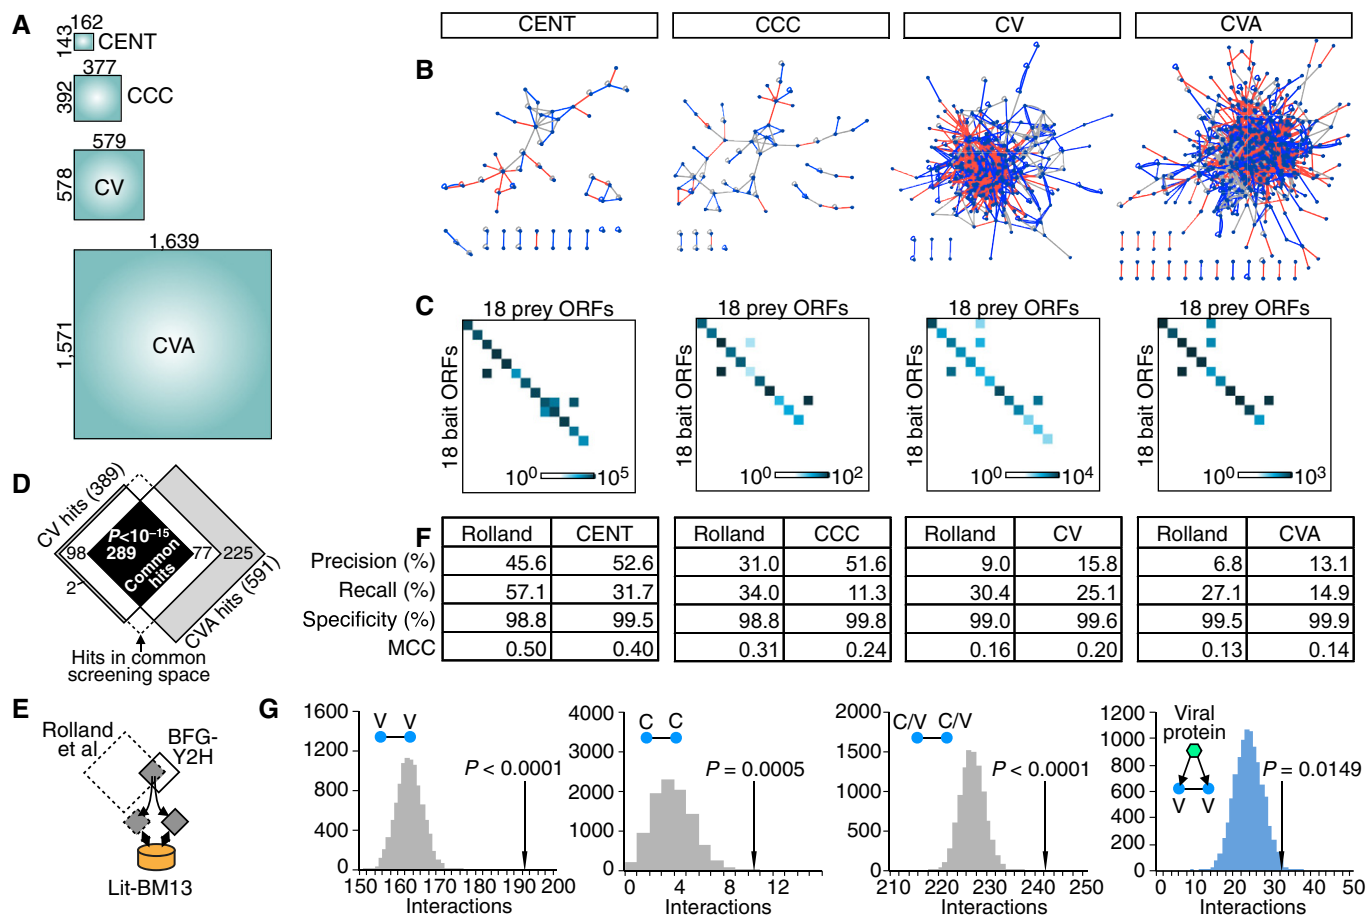 A
162
143
CENT
377
392
CCC
579
578
CV
1,639
1,571
CVA
CENT
CCC
CV
CVA
B
C
18 prey ORFs
18 bait ORFs
10⁰ 10⁵
18 prey ORFs
18 bait ORFs
10⁰ 10²
18 prey ORFs
18 bait ORFs
10⁰ 10⁴
18 prey ORFs
18 bait ORFs
10⁰ 10³
D
CV hits (389)
P<10⁻¹⁵
98 289 77 225
Common
hits
2
CVA hits (591)
Hits in common
screening space
E
Rolland
et al
BFG-
Y2H
Lit-BM13
F
Rolland CENT Rolland CCC Rolland CV Rolland CVA
Precision (%) 45.6 52.6 31.0 51.6 9.0 15.8 6.8 13.1
Recall (%) 57.1 31.7 34.0 11.3 30.4 25.1 27.1 14.9
Specificity (%) 98.8 99.5 98.8 99.8 99.0 99.6 99.5 99.9
MCC 0.50 0.40 0.31 0.24 0.16 0.20 0.13 0.14
G
1600
1200
800
400
0
V V
P < 0.0001
150 160 170 180 190 200
Interactions
4000
3000
2000
1000
0
C C
P = 0.0005
0 4 8 12
Interactions
2000
1500
1000
500
0
C/V C/V
P < 0.0001
210 220 230 240 250
Interactions
1200
1000
800
600
400
200
0
Viral
protein
V V
P = 0.0149
0 10 20 30 40 50
Interactions